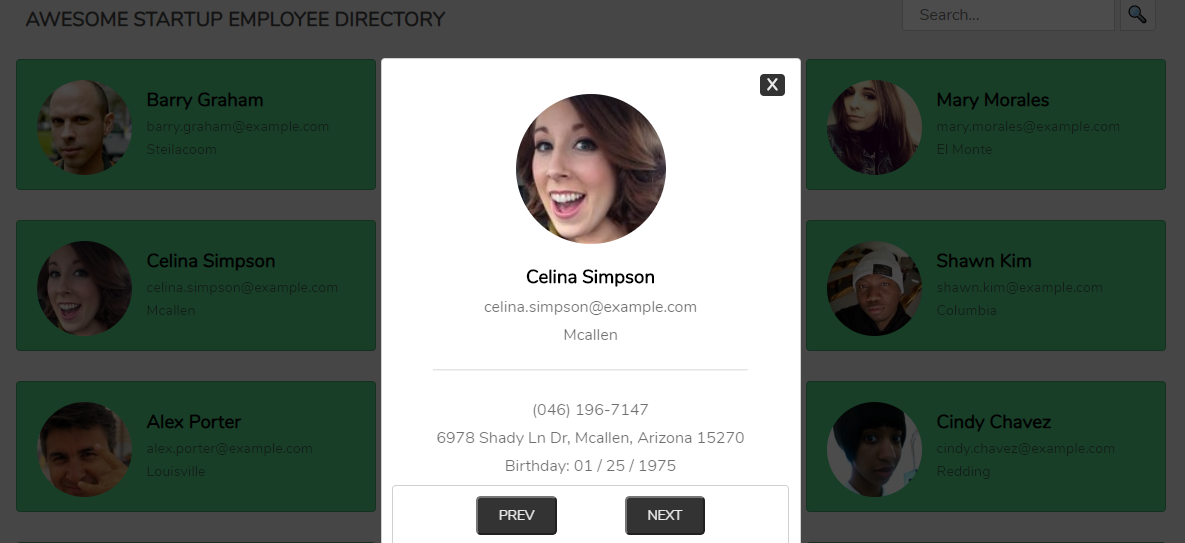 AWESOME STARTUP EMPLOYEE DIRECTORY
Search...
Barry Graham
barry.graham@example.com
Steilacoom
Mary Morales
mary.morales@example.com
El Monte
Celina Simpson
celina.simpson@example.com
Mcallen
Shawn Kim
shawn.kim@example.com
Columbia
Alex Porter
alex.porter@example.com
Louisville
Cindy Chavez
cindy.chavez@example.com
Redding
X
Celina Simpson
celina.simpson@example.com
Mcallen
(046) 196-7147
6978 Shady Ln Dr, Mcallen, Arizona 15270
Birthday: 01 / 25 / 1975
PREV
NEXT